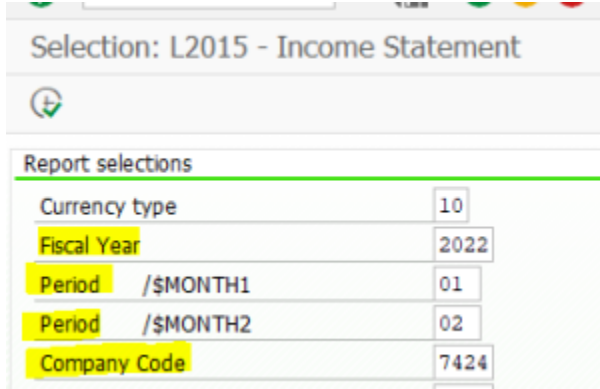 Selection: L2015 - Income Statement
Report selections
Currency type 10
Fiscal Year 2022
Period /$MONTH1 01
Period /$MONTH2 02
Company Code 7424